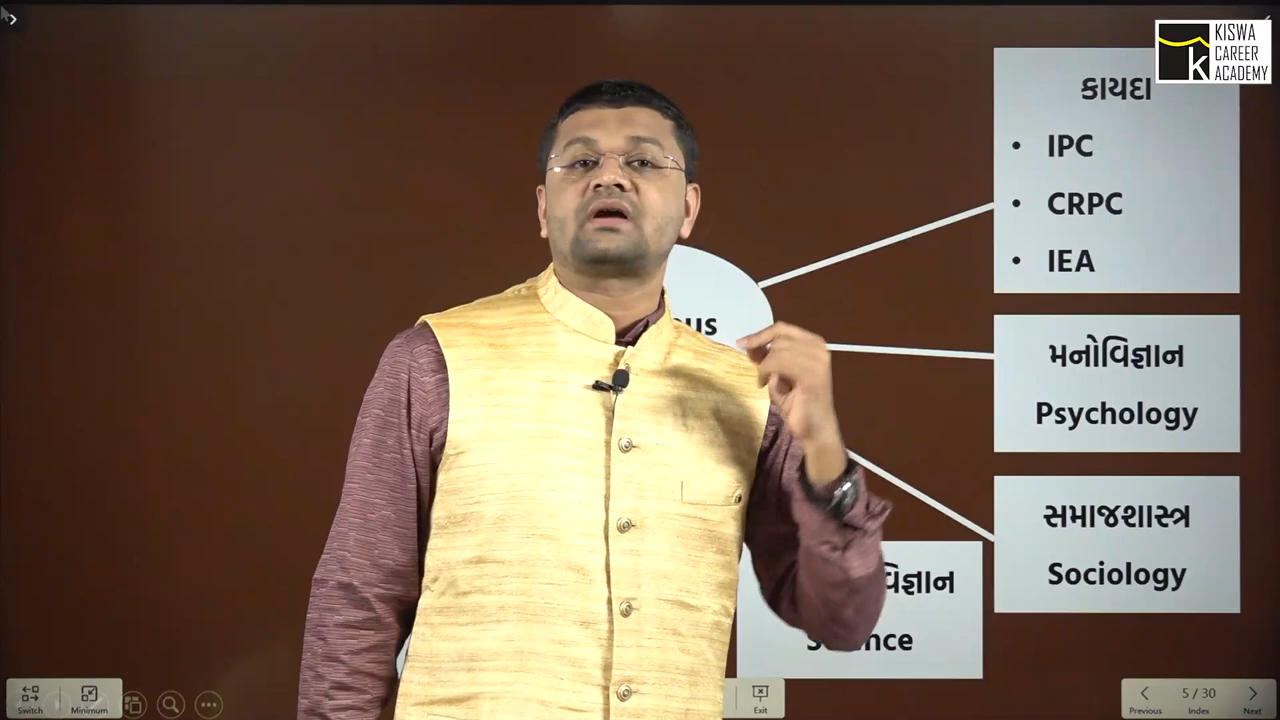 KISWA
CAREER
ACADEMY
કાયદા
• IPC
• CRPC
• IEA
મનોવિજ્ઞાન
Psychology
સમાજશાસ્ત્ર
Sociology
Switch
Minimum
Exit
5 / 30
Previous
Index
Next